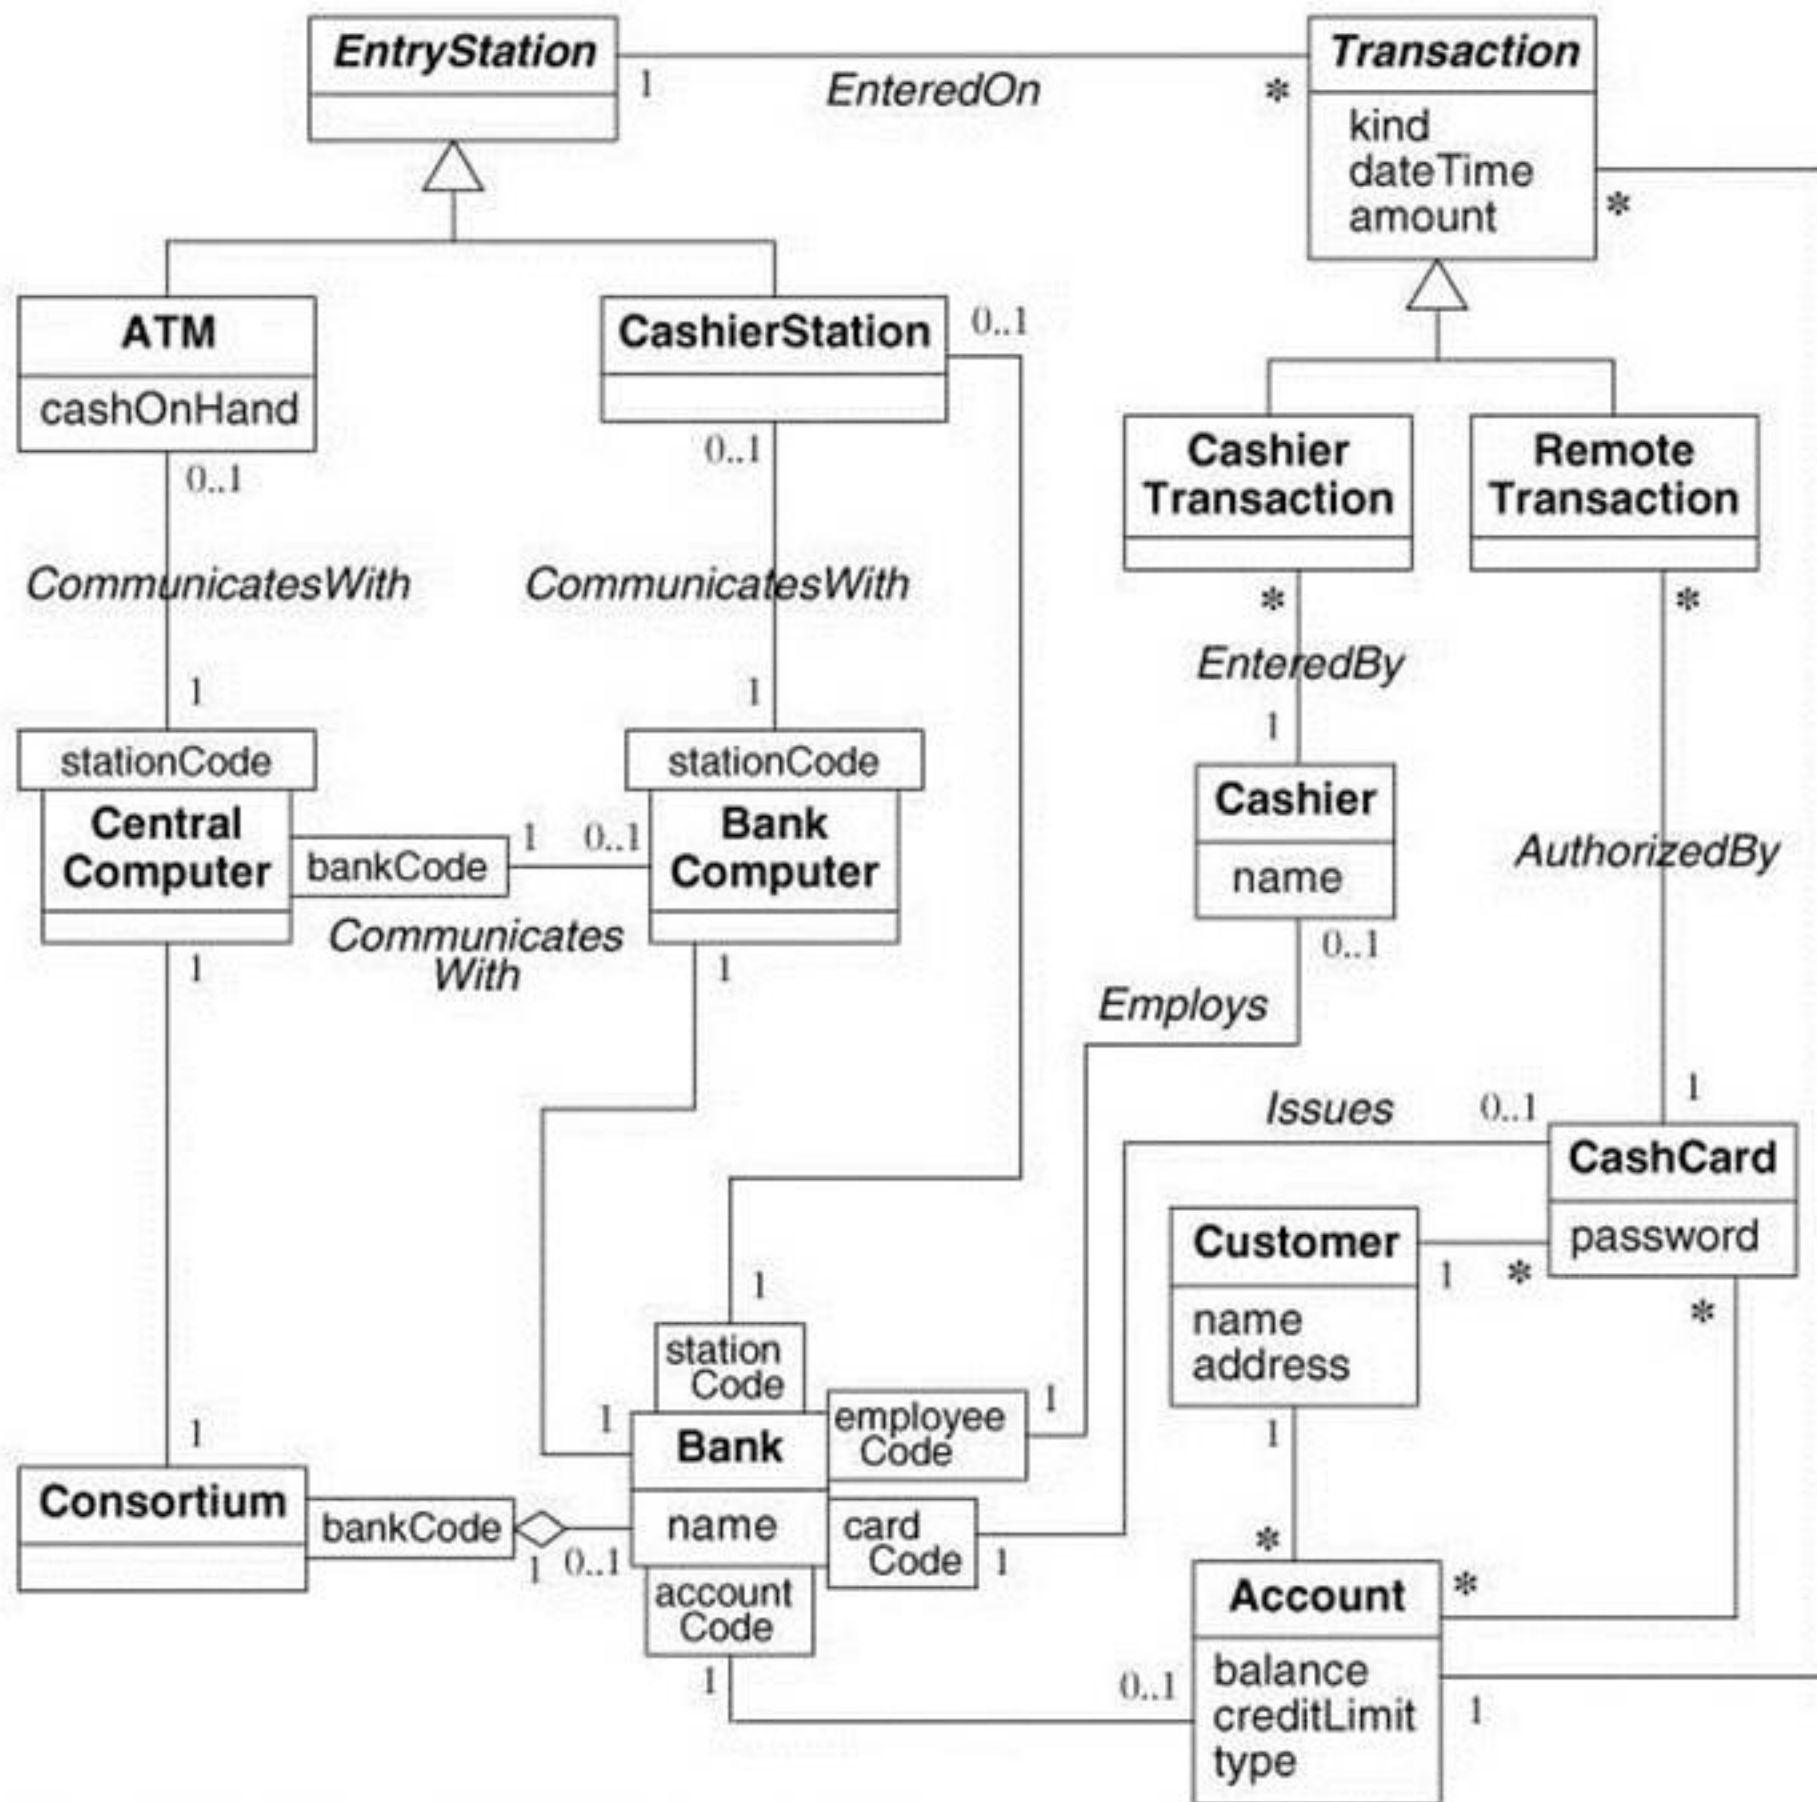 EntryStation
1
EnteredOn
*
Transaction
kind
dateTime
amount
*
ATM
cashOnHand
0..1
CashierStation
0..1
0..1
Cashier
Transaction
Remote
Transaction
CommunicatesWith
CommunicatesWith
*
EnteredBy
1
*
AuthorizedBy
1
1
1
stationCode
Central
Computer
bankCode
1
0..1
stationCode
Bank
Computer
Communicates
With
1
1
Cashier
name
0..1
Employs
Issues
0..1
CashCard
password
*
Customer
name
address
1
*
1
*
1
station
Code
1
Bank
name
employee
Code
1
card
Code
1
account
Code
1
1
Consortium
bankCode
1
0..1
0..1
Account
balance
creditLimit
type
*
1